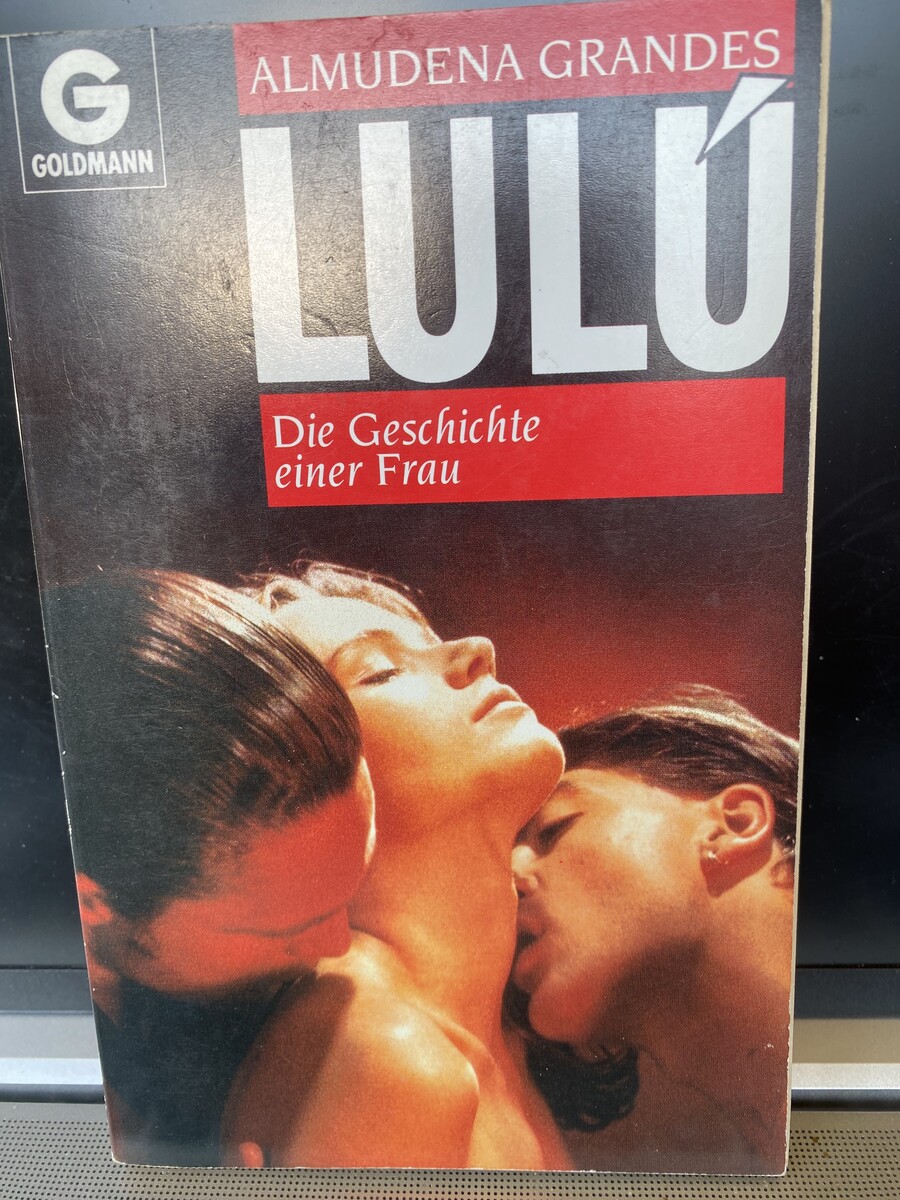 G
GOLDMANN
ALMUDENA GRANDES
LULÚ
Die Geschichte
einer Frau